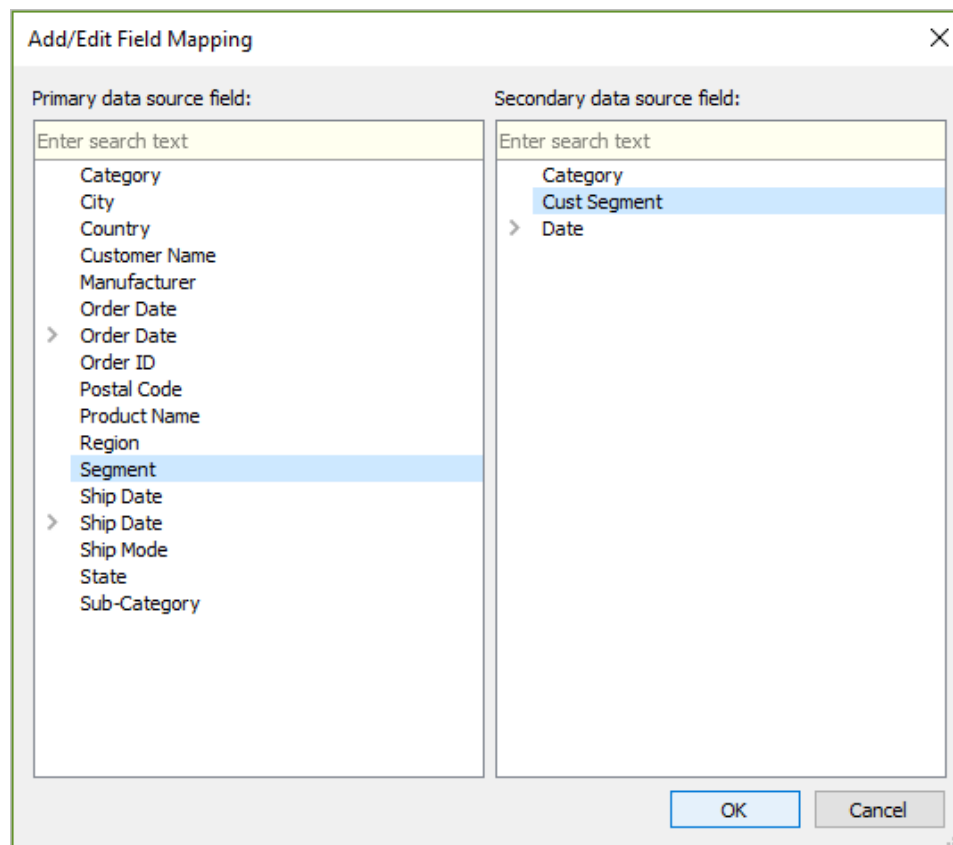 Add/Edit Field Mapping
Primary data source field:
Enter search text
Category
City
Country
Customer Name
Manufacturer
Order Date
Order Date
Order ID
Postal Code
Product Name
Region
Segment
Ship Date
Ship Date
Ship Mode
State
Sub-Category
Secondary data source field:
Enter search text
Category
Cust Segment
Date
OK
Cancel